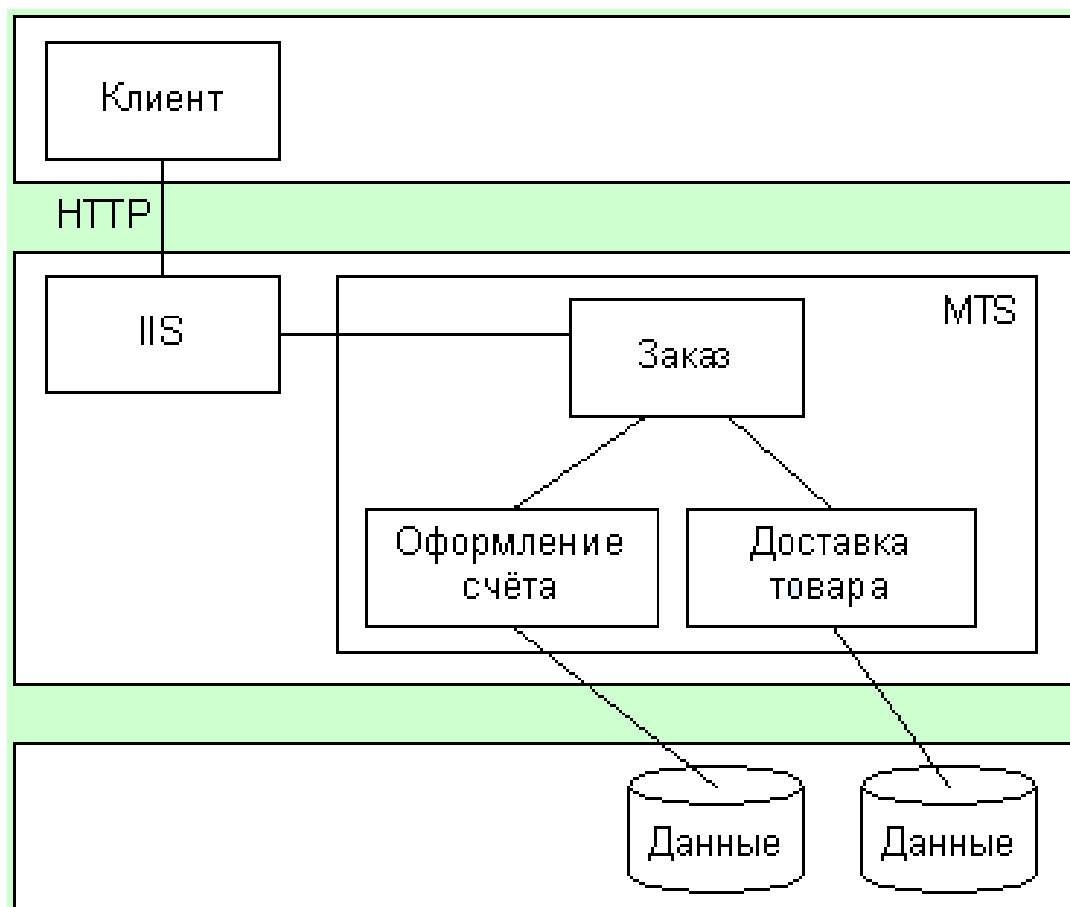 Клиент
HTTP
IIS
MTS
Заказ
Оформление
счёта
Доставка
товара
Данные
Данные